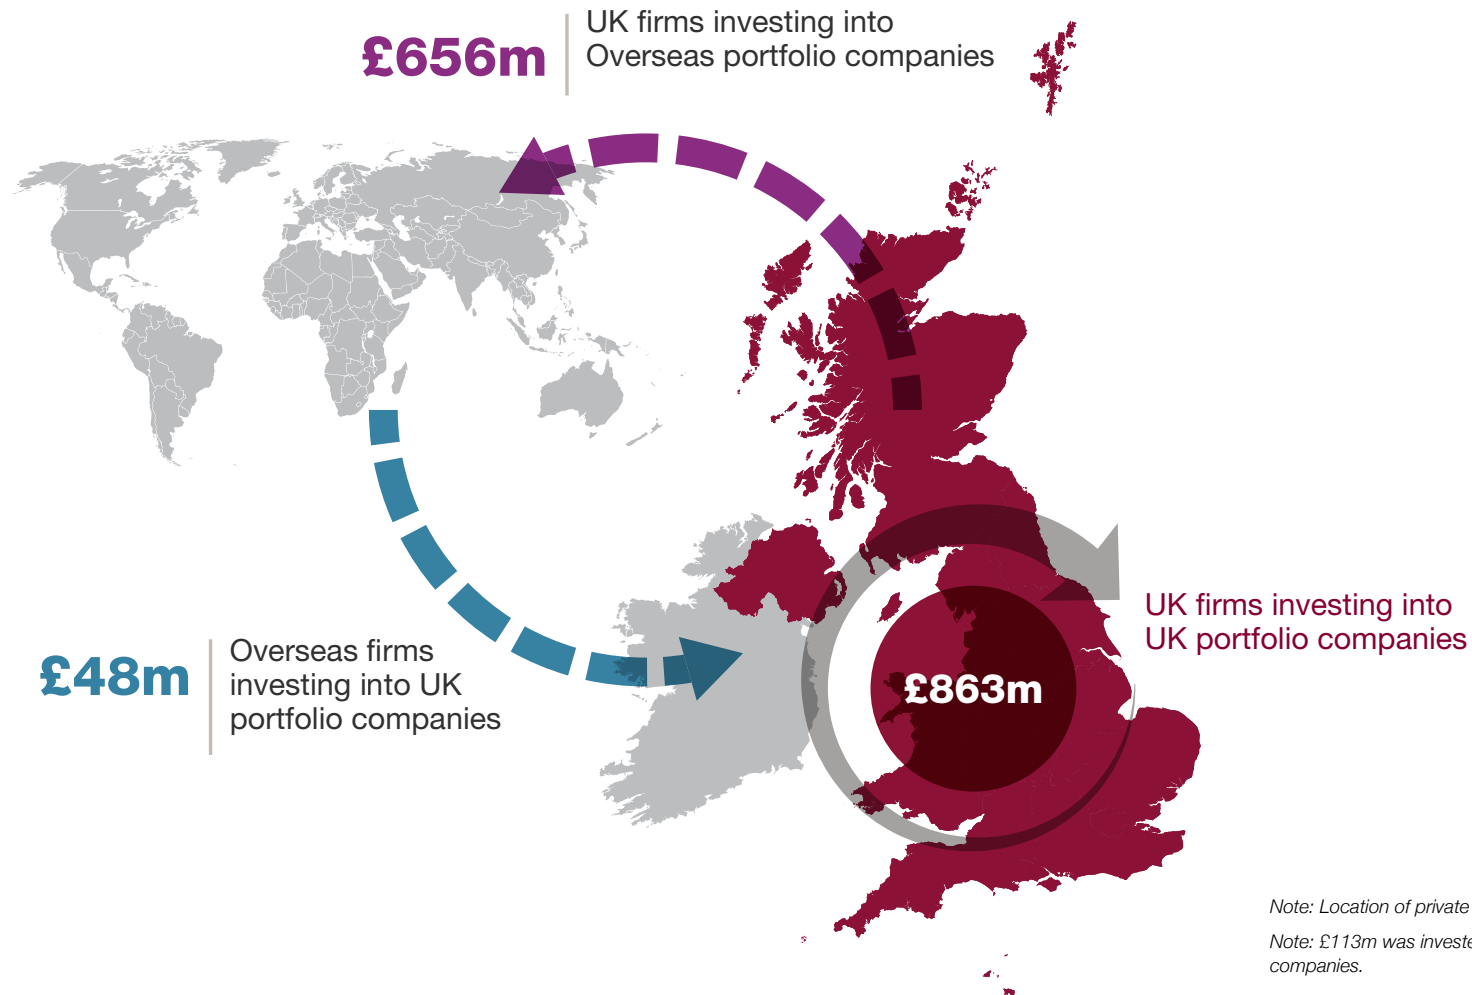 £656m
UK firms investing into
Overseas portfolio companies
£48m
Overseas firms
investing into UK
portfolio companies
£863m
UK firms investing into
UK portfolio companies
Note: Location of private
Note: £113m was
companies.